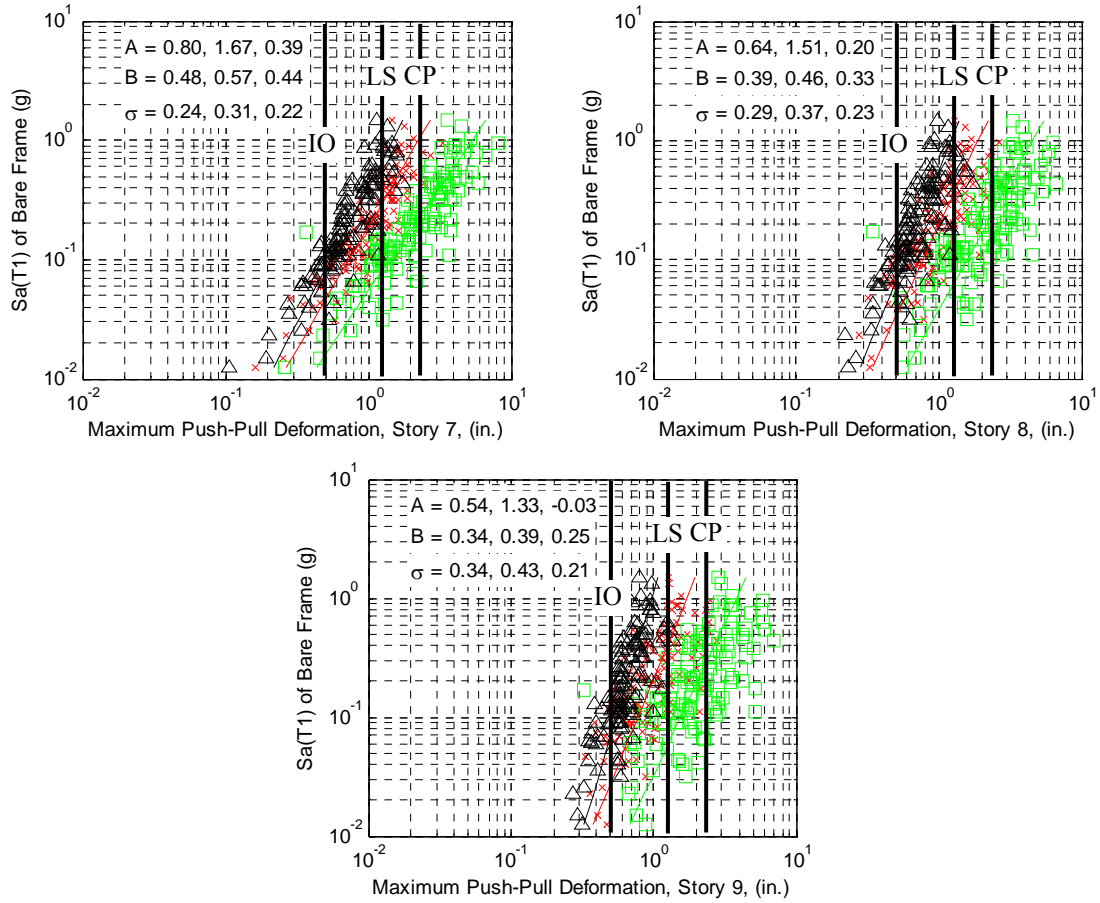 10^1
A = 0.80, 1.67, 0.39
B = 0.48, 0.57, 0.44
LS CP
σ = 0.24, 0.31, 0.22
IO
10^0
10^-1
10^-2
10^-2 10^-1 10^0 10^1
Sa(T1) of Bare Frame (g)
Maximum Push-Pull Deformation, Story 7, (in.)
10^1
A = 0.64, 1.51, 0.20
B = 0.39, 0.46, 0.33
LS CP
σ = 0.29, 0.37, 0.23
IO
10^0
10^-1
10^-2
10^-2 10^-1 10^0 10^1
Sa(T1) of Bare Frame (g)
Maximum Push-Pull Deformation, Story 8, (in.)
10^1
A = 0.54, 1.33, -0.03
B = 0.34, 0.39, 0.25
LS CP
σ = 0.34, 0.43, 0.21
IO
10^0
10^-1
10^-2
10^-2 10^-1 10^0 10^1
Sa(T1) of Bare Frame (g)
Maximum Push-Pull Deformation, Story 9, (in.)